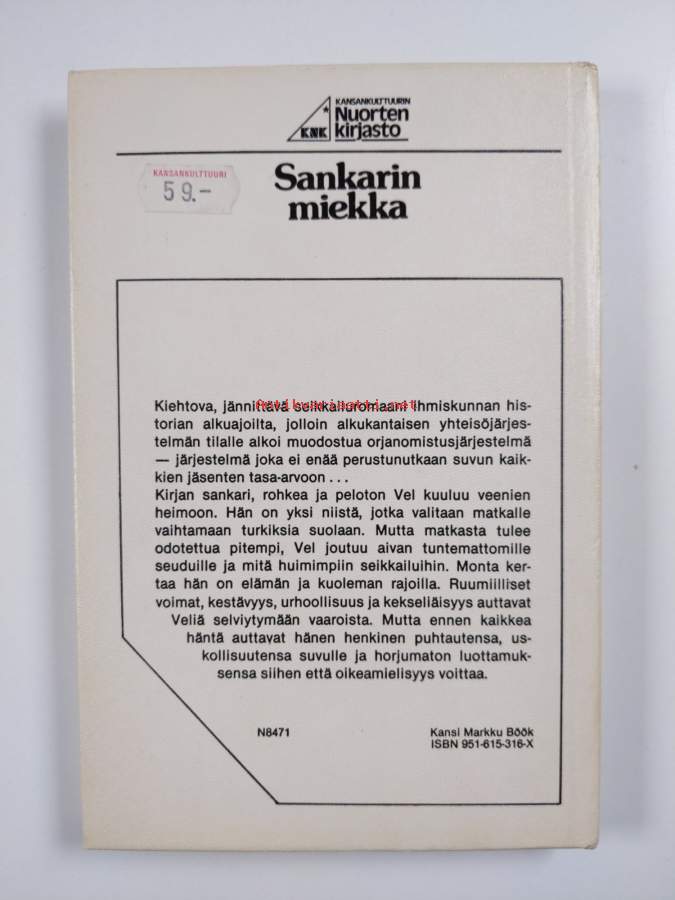 KANSANKULTTUURIN
Nuorten
KNK kirjasto
KANSANKULTTUURI
59.-
Sankarin
miekka
Kiehtova, jännittävä seikkailuromaani ihmiskunnan his-
torian alkuajoilta, jolloin alkukantaisen yhteisöjärjes-
telmän tilalle alkoi muodostua orjanomistusjärjestelmä
— järjestelmä joka ei enää perustunutkaan suvun kaik-
kien jäsenten tasa-arvoon . . .
Kirjan sankari, rohkea ja peloton Vel kuuluu veenien
heimoon. Hän on yksi niistä, jotka valitaan matkalle
vaihtamaan turkiksia suolaan. Mutta matkasta tulee
odotettua pitempi, Vel joutuu aivan tuntemattomille
seuduille ja mitä huimimpiin seikkailuihin. Monta ker-
taa hän on elämän ja kuoleman rajoilla. Ruumiilliset
voimat, kestävyys, urhoollisuus ja kekseliäisyys auttavat
Veliä selviytymään vaaroista. Mutta ennen kaikkea
häntä auttavat hänen henkinen puhtautensa, us-
kollisuutensa suvulle ja horjumaton luottamuk-
sensa siihen että oikeamielisyys voittaa.
N8471
Kansi Markku Böök
ISBN 951-615-316-X